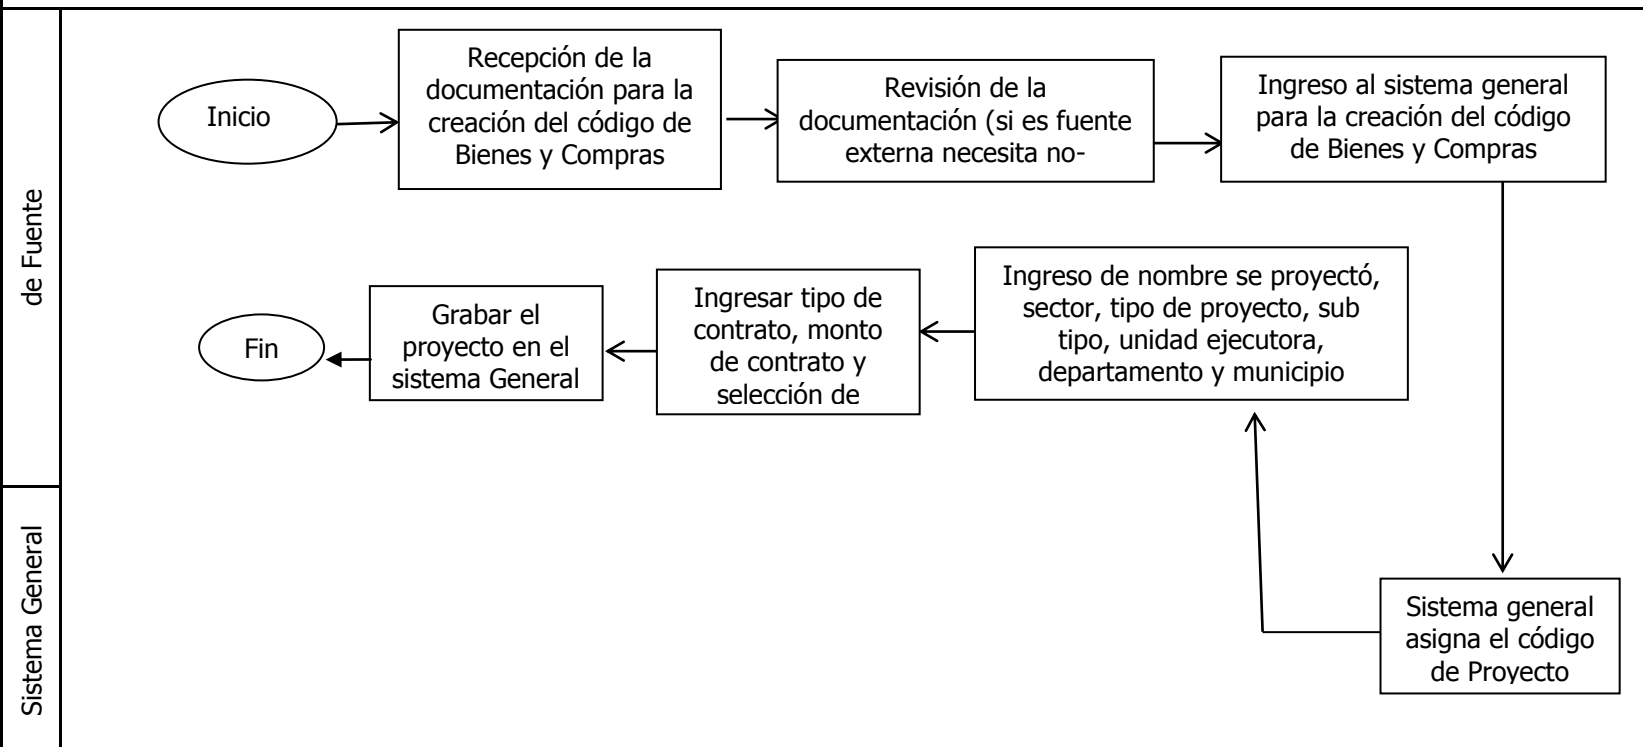 Inicio
Recepción de la
documentación para la
creación del código de
Bienes y Compras
Revisión de la
documentación (si es fuente
externa necesita no-
Ingreso al sistema general
para la creación del código
de Bienes y Compras
de Fuente
Ingreso de nombre se proyectó,
sector, tipo de proyecto, sub
tipo, unidad ejecutora,
departamento y municipio
Ingresar tipo de
contrato, monto
de contrato y
selección de
Grabar el
proyecto en el
sistema General
Fin
Sistema General
Sistema general
asigna el código
de Proyecto